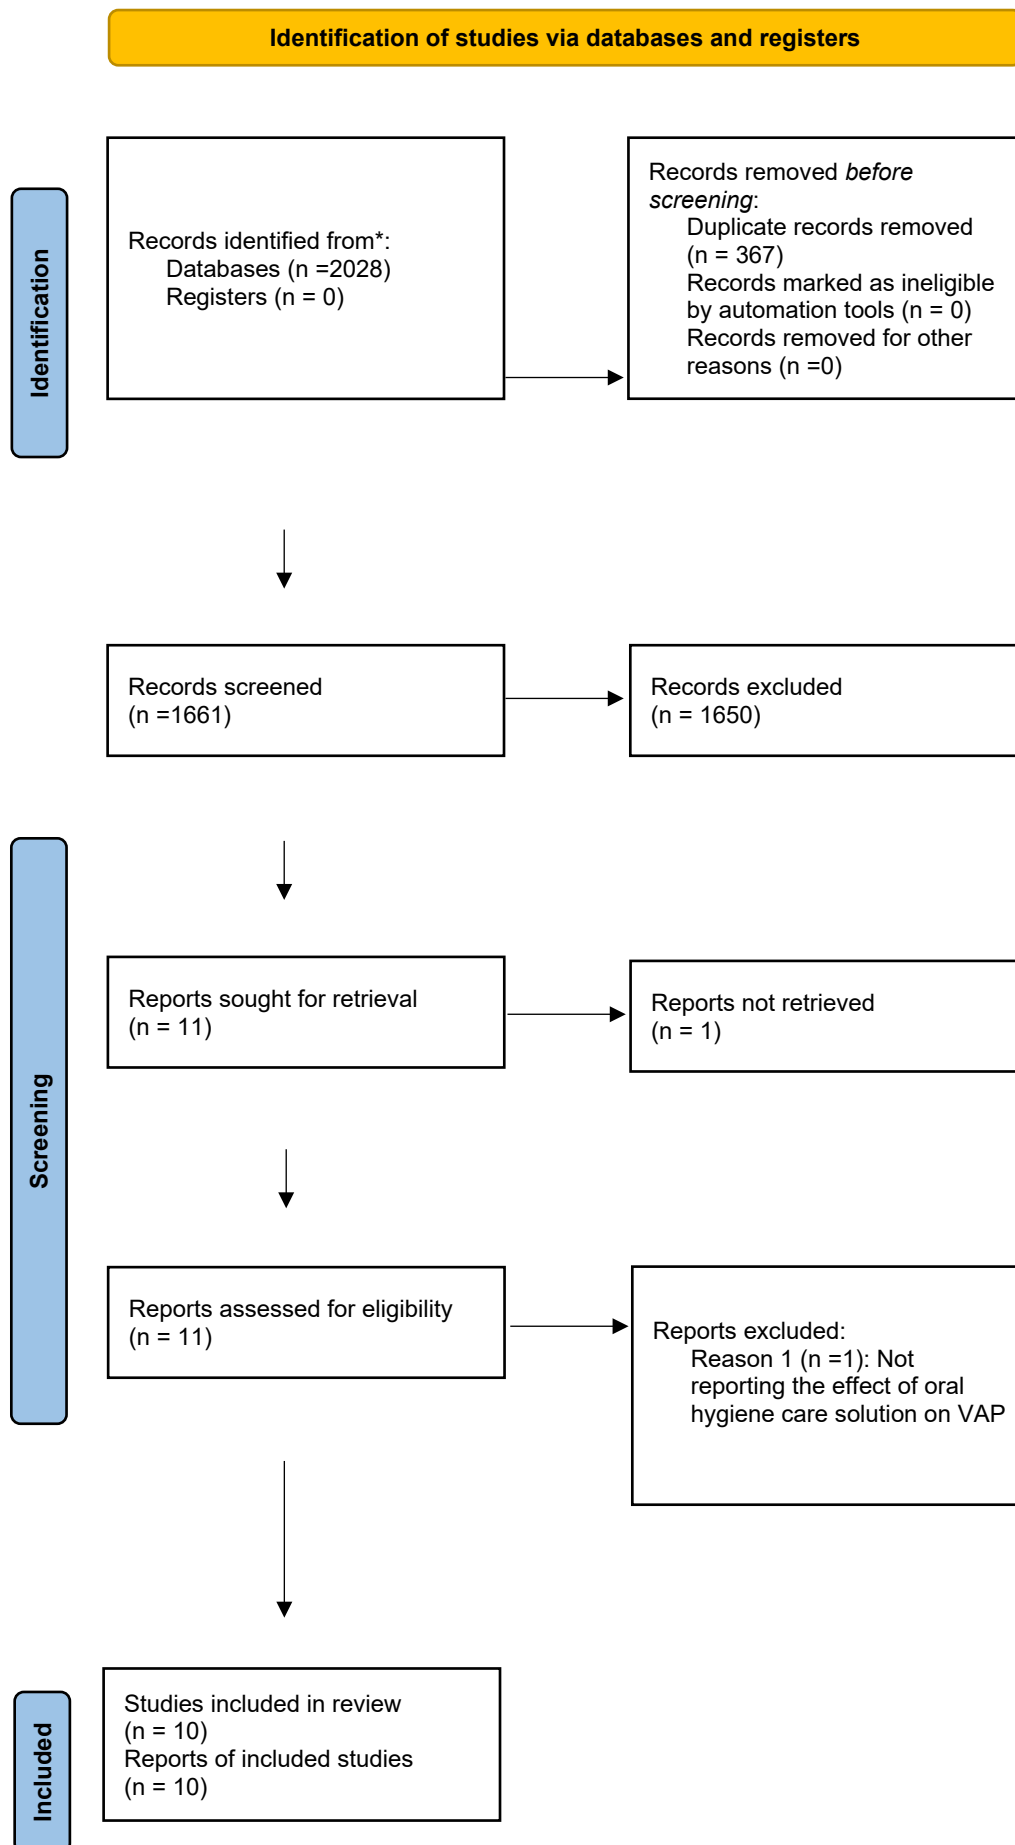 Identification of studies via databases and registers
Identification
Records identified from*:
Databases (n =2028)
Registers (n = 0)
Records removed before
screening:
Duplicate records removed
(n = 367)
Records marked as ineligible
by automation tools (n = 0)
Records removed for other
reasons (n =0)
Records screened
(n =1661)
Records excluded
(n = 1650)
Screening
Reports sought for retrieval
(n = 11)
Reports not retrieved
(n = 1)
Reports assessed for eligibility
(n = 11)
Reports excluded:
Reason 1 (n =1): Not
reporting the effect of oral
hygiene care solution on VAP
Included
Studies included in review
(n = 10)
Reports of included studies
(n = 10)